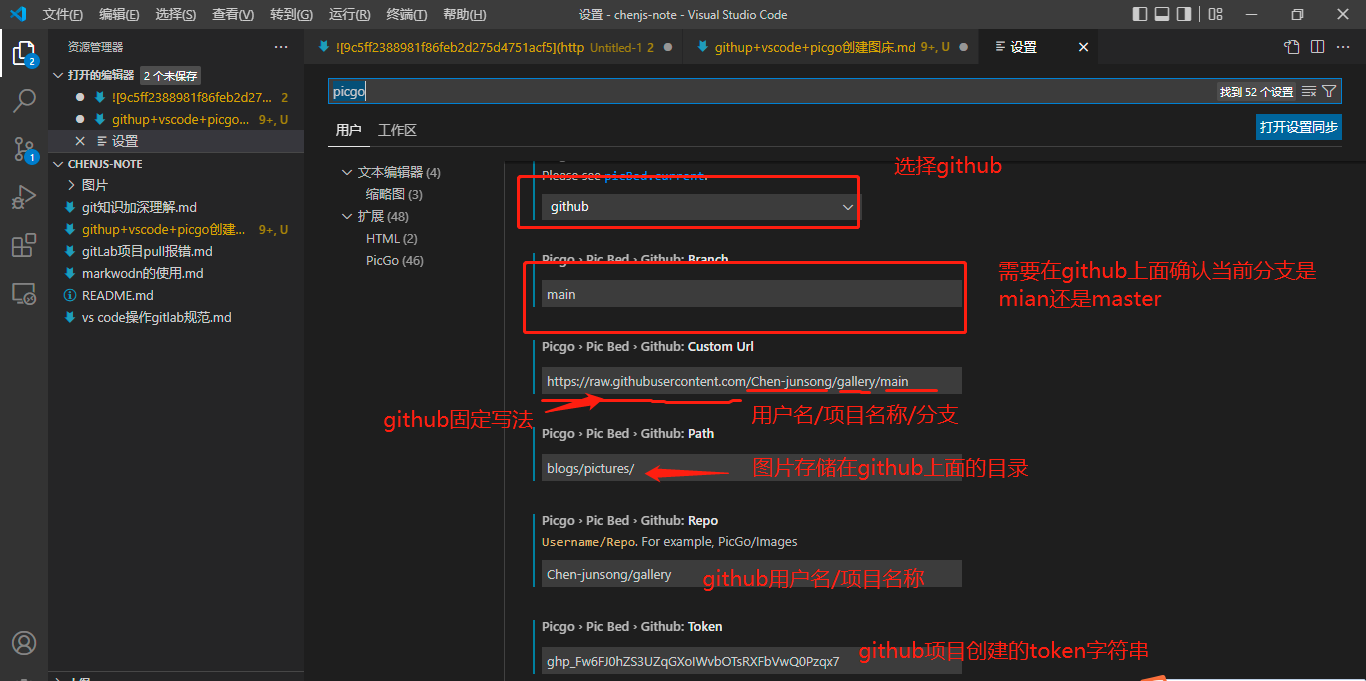 文件(F) 编辑(E) 选择(S) 查看(V) 转到(G) 运行(R) 终端(T) 帮助(H) 设置 - chenjs-note - Visual Studio Code
资源管理器 ···
![9c5ff2388981f86feb2d275d4751acf5](http Untitled-1 2
githup+vscode+picgo创建图床.md 9+, U
设置
打开的编辑器 2 个未保存
![9c5ff2388981f86feb2d27... 2
githup+vscode+picgo... 9+, U
设置
CHENJS-NOTE
图片
git知识加深理解.md
githup+vscode+picgo创建... 9+, U
gitLab项目pull报错.md
markwodn的使用.md
README.md
vs code操作gitlab规范.md
2
1
picgo
找到 52 个设置
用户 工作区
打开设置同步
文本编辑器 (4)
缩略图 (3)
扩展 (48)
HTML (2)
PicGo (46)
Please see picBed.current.
选择github
github
Picgo › Pic Bed › Github: Branch
main
需要在github上面确认当前分支是
mian还是master
Picgo › Pic Bed › Github: Custom Url
https://raw.githubusercontent.com/Chen-junsong/gallery/main
github固定写法
用户名/项目名称/分支
Picgo › Pic Bed › Github: Path
blogs/pictures/
图片存储在github上面的目录
Picgo › Pic Bed › Github: Repo
Username/Repo. For example, PicGo/Images
Chen-junsong/gallery
github用户名/项目名称
Picgo › Pic Bed › Github: Token
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
github项目创建的token字符串